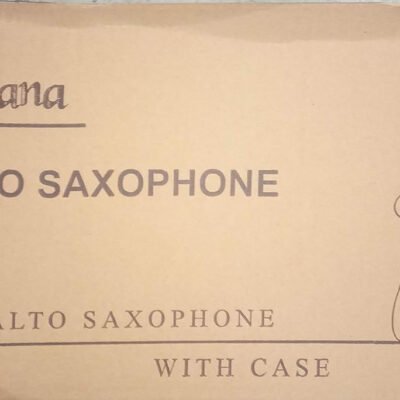 ana
O SAXOPHONE
ALTO SAXOPHONE
WITH CASE